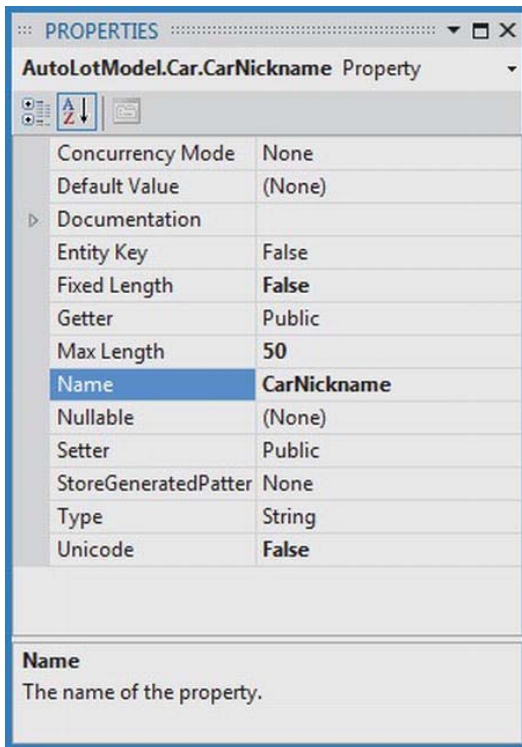 PROPERTIES
AutoLotModel.Car.CarNickname Property
A
Z
Concurrency Mode None
Default Value (None)
Documentation
Entity Key False
Fixed Length False
Getter Public
Max Length 50
Name CarNickname
Nullable (None)
Setter Public
StoreGeneratedPatter None
Type String
Unicode False
Name
The name of the property.